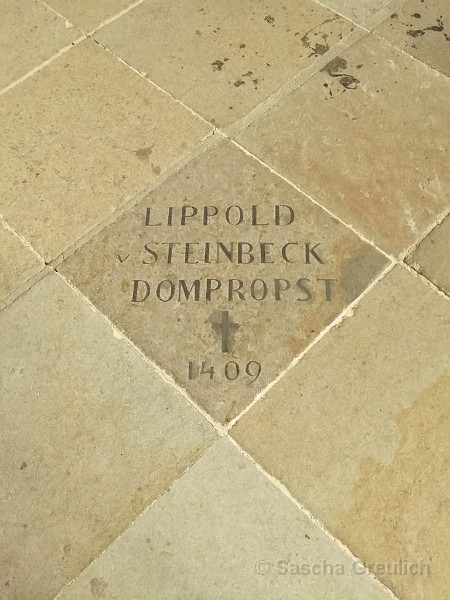 LIPPOLD
v STEINBECK
DOMPROPST
1409
© Sascha Greulich